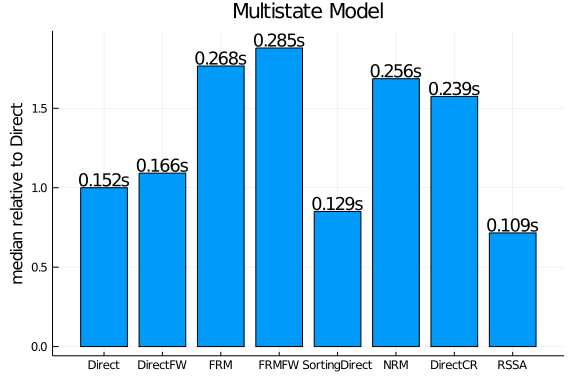 Multistate Model
median relative to Direct
0.0
0.5
1.0
1.5
0.152s
0.166s
0.268s
0.285s
0.129s
0.256s
0.239s
0.109s
Direct DirectFW FRM FRMFW SortingDirect NRM DirectCR RSSA